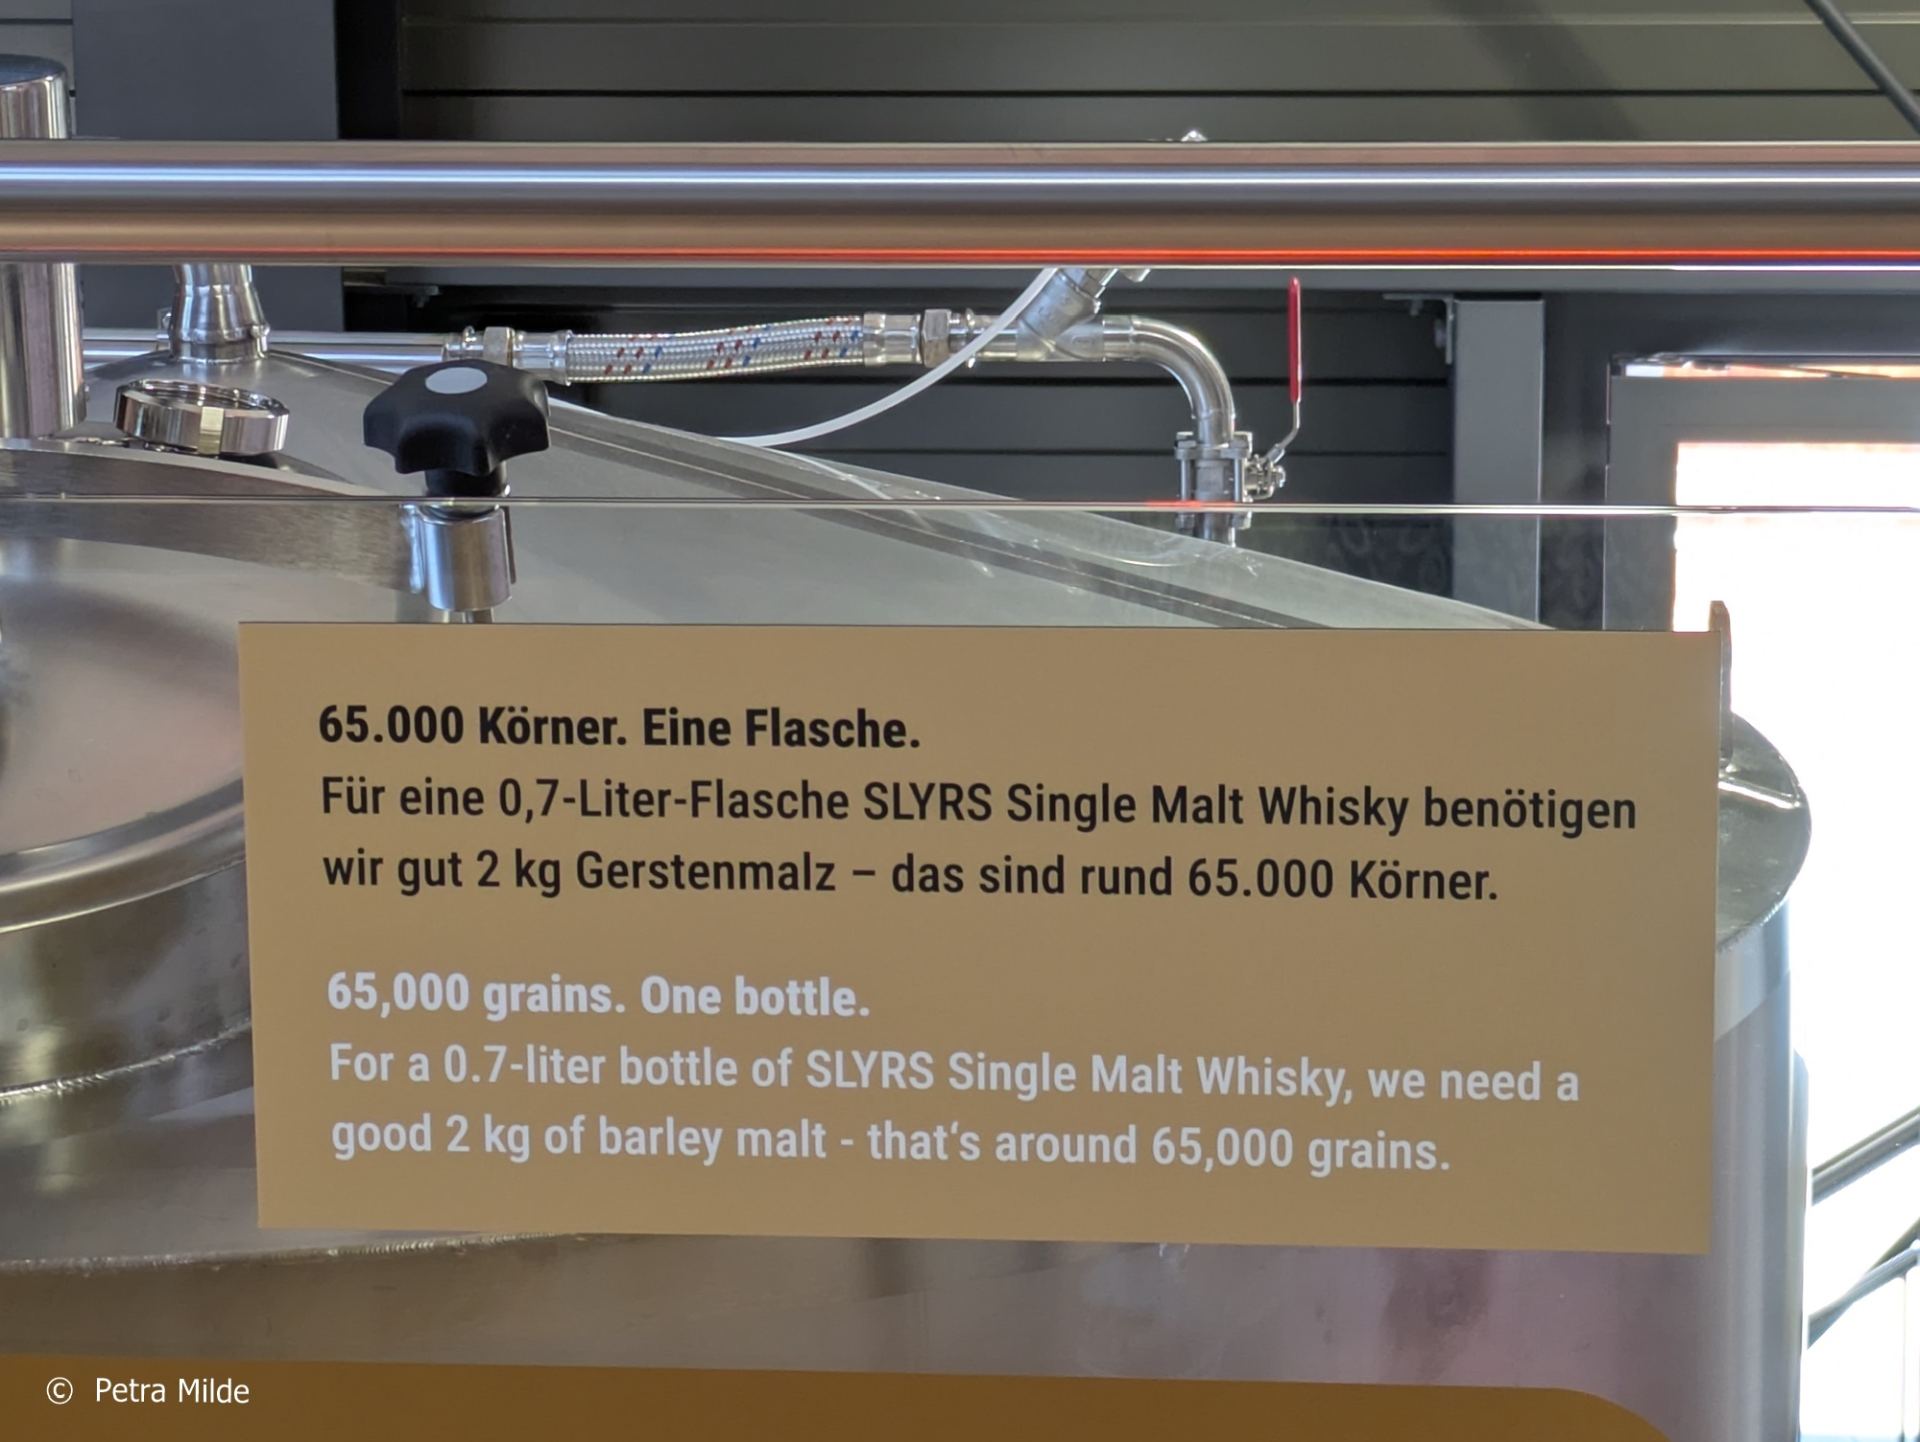 65.000 Körner. Eine Flasche.
Für eine 0,7-Liter-Flasche SLYRS Single Malt Whisky benötigen
wir gut 2 kg Gerstenmalz – das sind rund 65.000 Körner.
65,000 grains. One bottle.
For a 0.7-liter bottle of SLYRS Single Malt Whisky, we need a
good 2 kg of barley malt - that‘s around 65,000 grains.
© Petra Milde